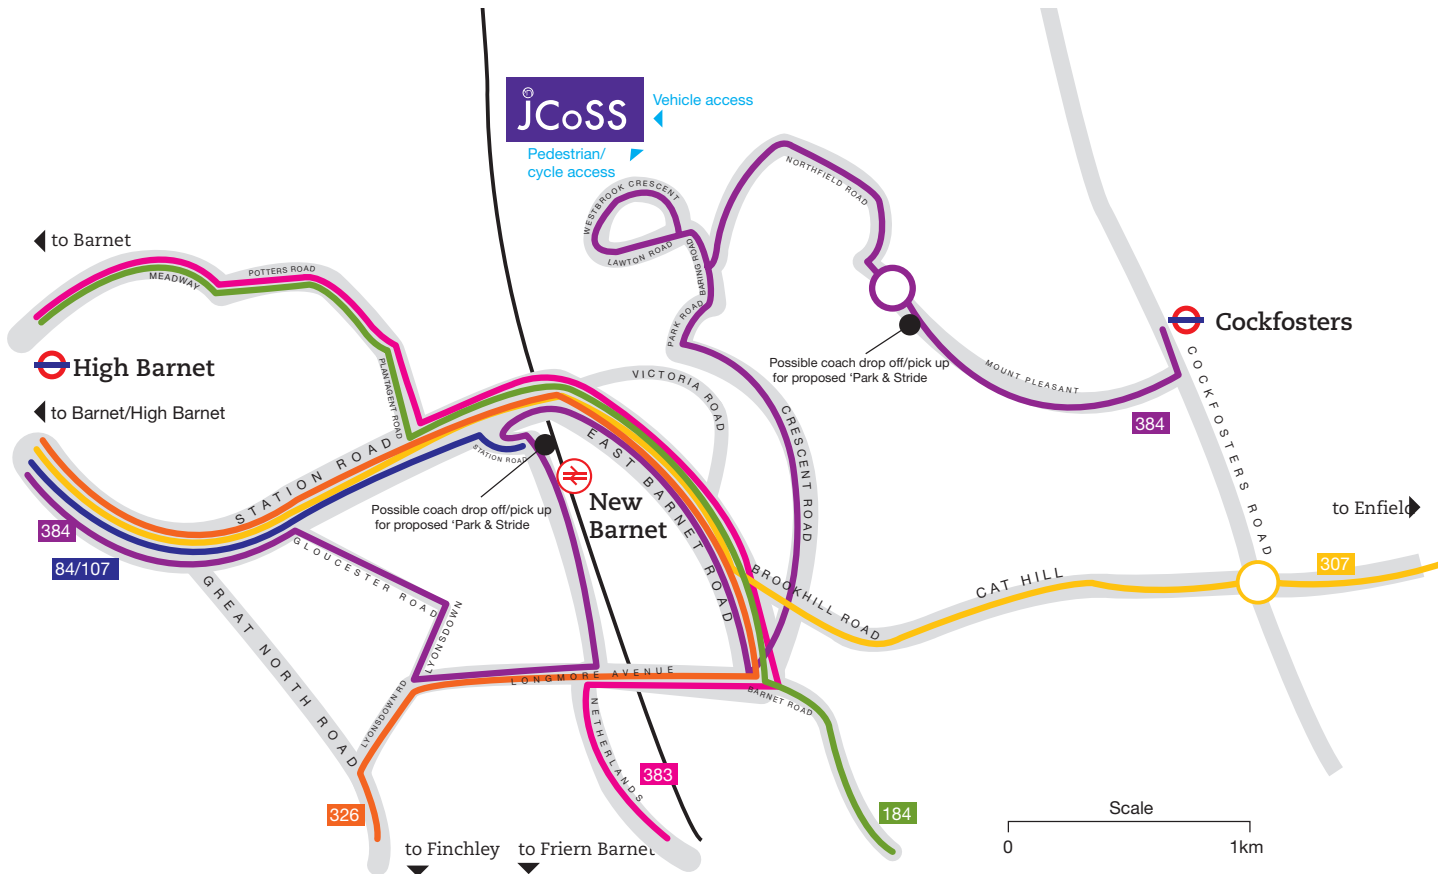 JCoSS
Vehicle access
Pedestrian/
cycle access
WESTBROOK CRESCENT
LAWTON ROAD
BARING ROAD
PARK ROAD
NORTHFIELD ROAD
to Barnet
MEADWAY
POTTERS ROAD
PLANTAGENT ROAD
High Barnet
to Barnet/High Barnet
Cockfosters
Possible coach drop off/pick up
for proposed ‘Park & Stride
MOUNT PLEASANT
COCKFOSTERS ROAD
384
VICTORIA ROAD
CRESCENT ROAD
STATION ROAD
STATION ROAD
EAST BARNET ROAD
Possible coach drop off/pick up
for proposed ‘Park & Stride
New
Barnet
to Enfield
384
84/107
307
GLOUCESTER ROAD
LYONSDOWN
GREAT NORTH ROAD
BROOKHILL ROAD
CAT HILL
LONGMORE AVENUE
LYONSDOWN RD
BARNET ROAD
NETHERLANDS
383
326
184
Scale
0
1km
to Finchley
to Friern Barnet